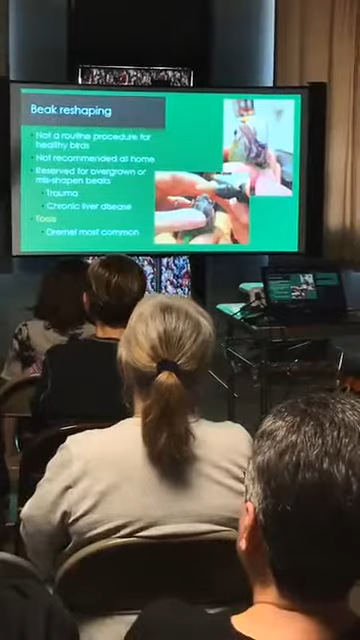 Beak reshaping
Not a routine procedure for
healthy birds
Not recommended at home
Reserved for overgrown or
mis-shapen beaks
Trauma
Chronic liver disease
Tools
Dremel most common